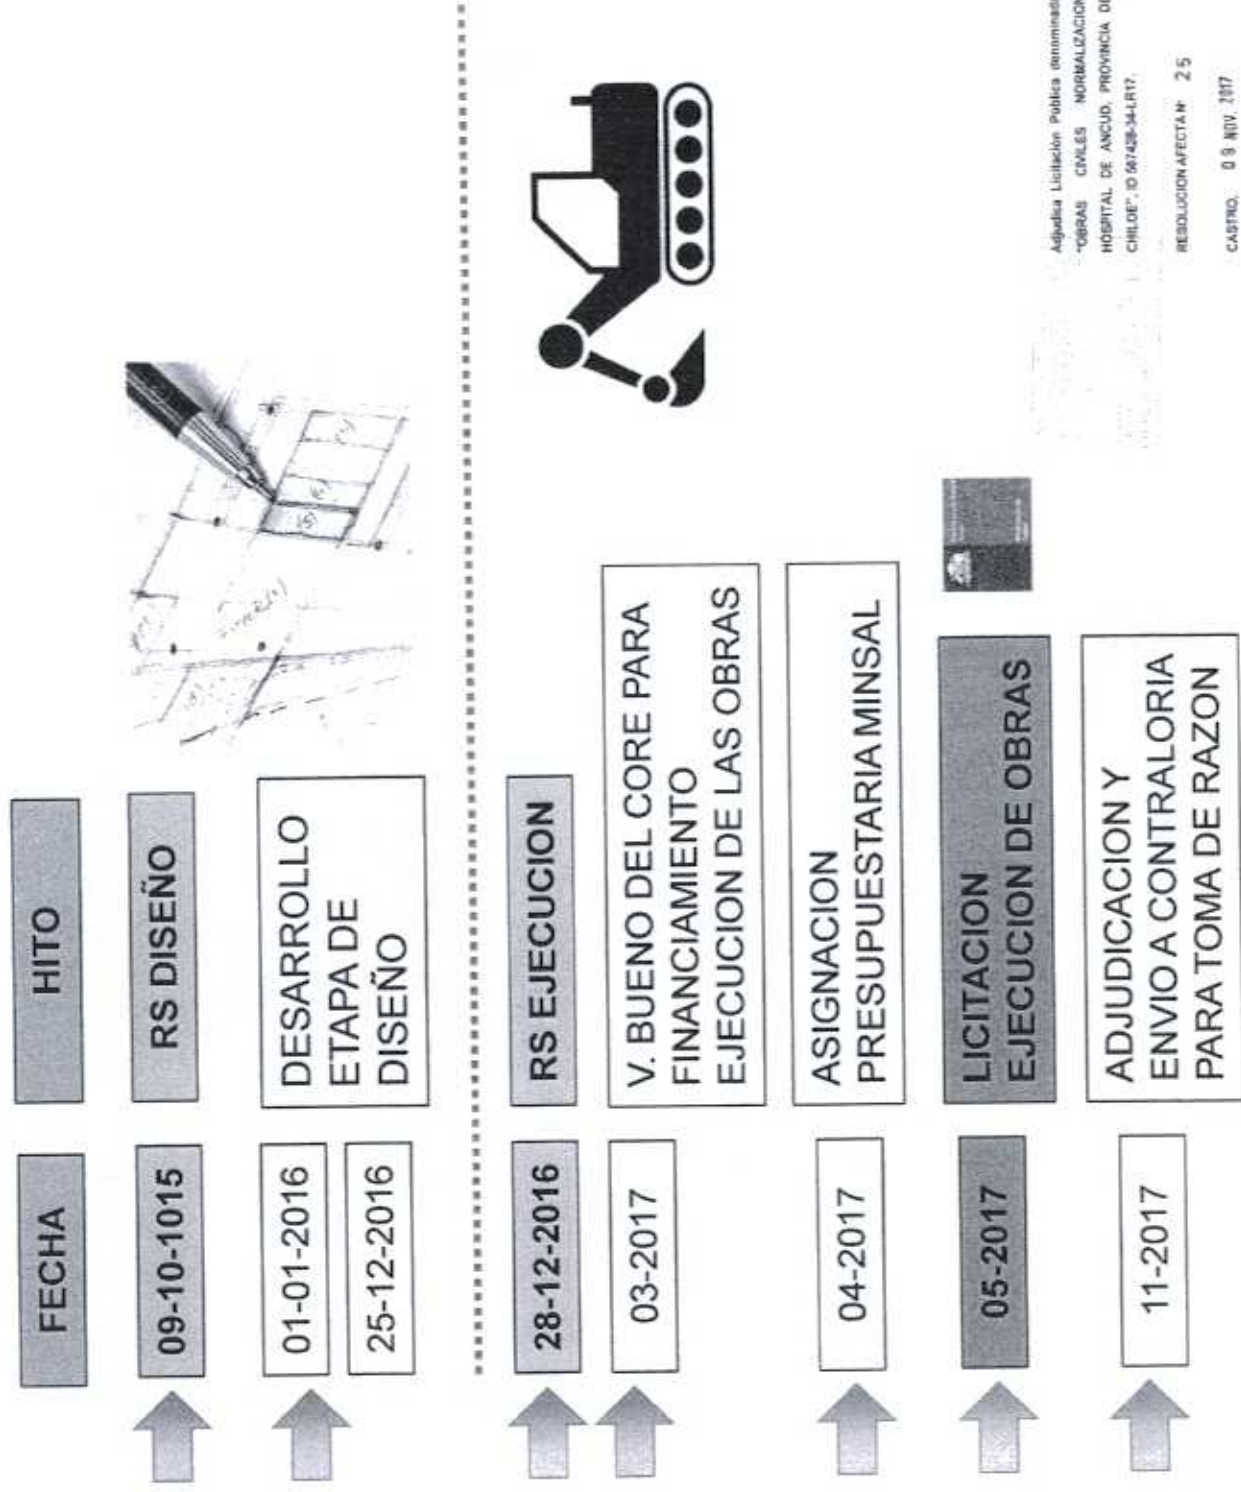 FECHA
HITO
09-10-1015
RS DISEÑO
01-01-2016
25-12-2016
DESARROLLO
ETAPA DE
DISEÑO
28-12-2016
RS EJECUCION
03-2017
V. BUENO DEL CORE PARA
FINANCIAMIENTO
EJECUCION DE LAS OBRAS
04-2017
ASIGNACION
PRESUPUESTARIA MINSAL
05-2017
LICITACION
EJECUCION DE OBRAS
11-2017
ADJUDICACION Y
ENVIO A CONTRALORIA
PARA TOMA DE RAZON
Adjudica Licitación Pública denominada
"OBRAS CIVILES NORMALIZACION
HOSPITAL DE ANCUD, PROVINCIA DE
CHILOE", ID 567428-34-LR17.
RESOLUCION AFECTA Nº 25
CASTRO, 09 NOV. 2017